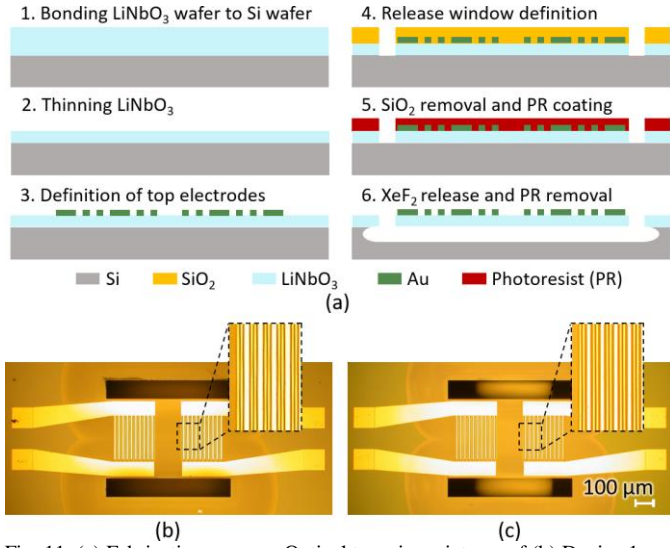 1. Bonding LiNbO₃ wafer to Si wafer
2. Thinning LiNbO₃
3. Definition of top electrodes
4. Release window definition
5. SiO₂ removal and PR coating
6. XeF₂ release and PR removal
Si SiO₂ LiNbO₃ Au Photoresist (PR)
(a)
100 μm
(b) (c)